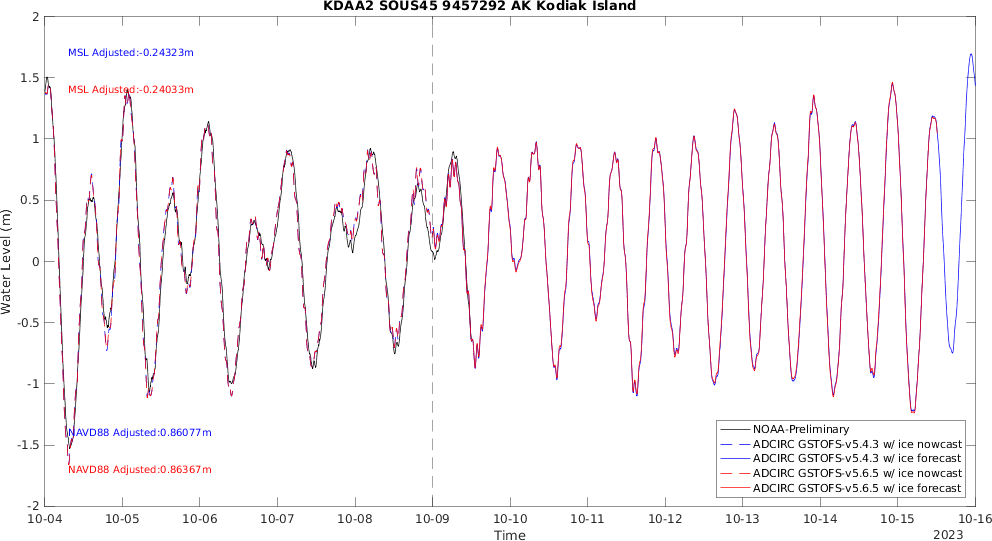 KDAA2 SOUS45 9457292 AK Kodiak Island
Water Level (m)
2
1.5
1
0.5
0
-0.5
-1
-1.5
-2
MSL Adjusted:-0.24323m
MSL Adjusted:-0.24033m
NAVD88 Adjusted:0.86077m
NAVD88 Adjusted:0.86367m
NOAA-Preliminary
ADCIRC GSTOFS-v5.4.3 w/ ice nowcast
ADCIRC GSTOFS-v5.4.3 w/ ice forecast
ADCIRC GSTOFS-v5.6.5 w/ ice nowcast
ADCIRC GSTOFS-v5.6.5 w/ ice forecast
10-04 10-05 10-06 10-07 10-08 10-09 10-10 10-11 10-12 10-13 10-14 10-15 10-16
Time
2023